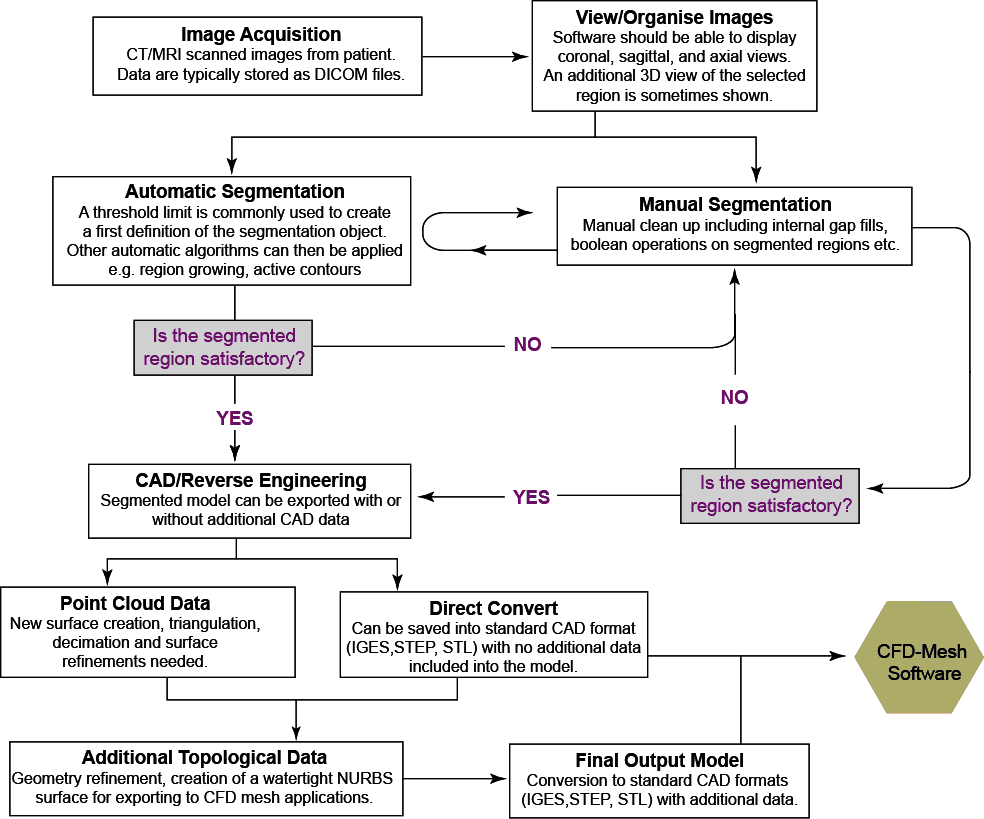 Image Acquisition
CT/MRI scanned images from patient.
Data are typically stored as DICOM files.
View/Organise Images
Software should be able to display
coronal, sagittal, and axial views.
An additional 3D view of the selected
region is sometimes shown.
Automatic Segmentation
A threshold limit is commonly used to create
a first definition of the segmentation object.
Other automatic algorithms can then be applied
e.g. region growing, active contours
Manual Segmentation
Manual clean up including internal gap fills,
boolean operations on segmented regions etc.
Is the segmented
region satisfactory?
NO
NO
YES
CAD/Reverse Engineering
Segmented model can be exported with or
without additional CAD data
YES
Is the segmented
region satisfactory?
Point Cloud Data
New surface creation, triangulation,
decimation and surface
refinements needed.
Direct Convert
Can be saved into standard CAD format
(IGES,STEP, STL) with no additional data
included into the model.
CFD-Mesh
Software
Additional Topological Data
Geometry refinement, creation of a watertight NURBS
surface for exporting to CFD mesh applications.
Final Output Model
Conversion to standard CAD formats
(IGES,STEP, STL) with additional data.